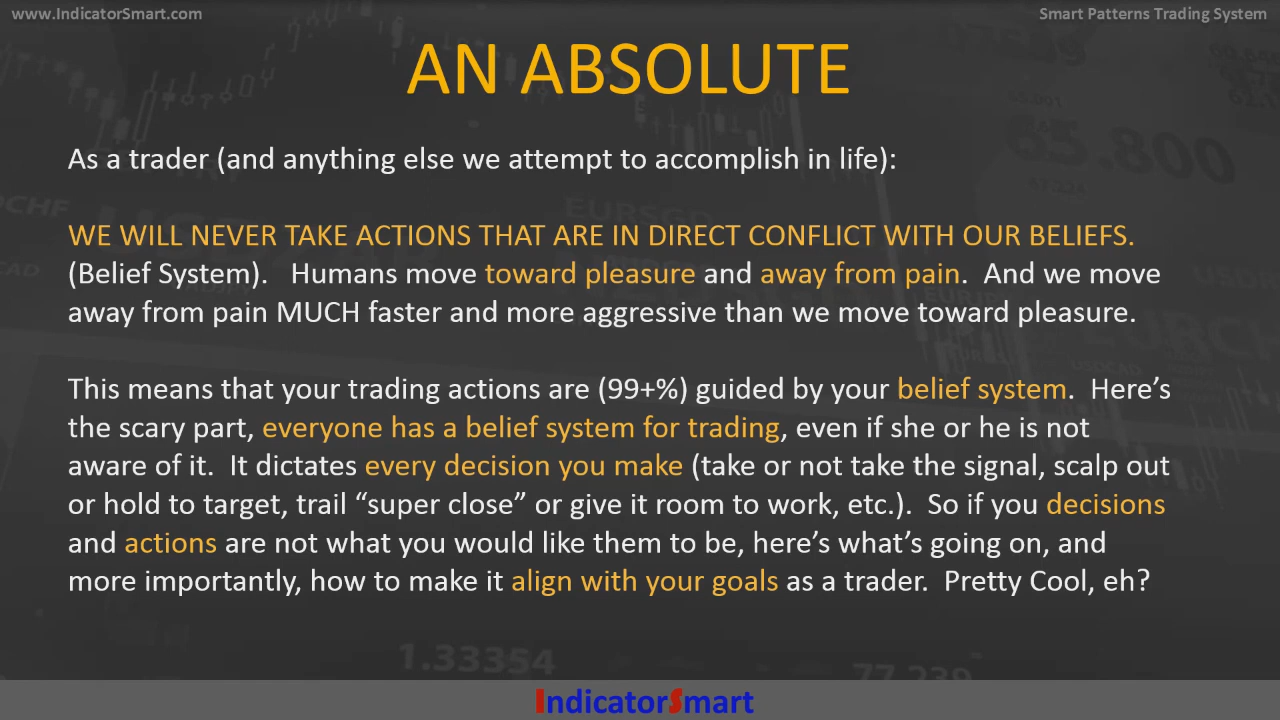 www.IndicatorSmart.com
Smart Patterns Trading System
AN ABSOLUTE
As a trader (and anything else we attempt to accomplish in life):
WE WILL NEVER TAKE ACTIONS THAT ARE IN DIRECT CONFLICT WITH OUR BELIEFS.
(Belief System).   Humans move toward pleasure and away from pain.  And we move
away from pain MUCH faster and more aggressive than we move toward pleasure.
This means that your trading actions are (99+%) guided by your belief system.  Here’s
the scary part, everyone has a belief system for trading, even if she or he is not
aware of it.  It dictates every decision you make (take or not take the signal, scalp out
or hold to target, trail “super close” or give it room to work, etc.).  So if you decisions
and actions are not what you would like them to be, here’s what’s going on, and
more importantly, how to make it align with your goals as a trader.  Pretty Cool, eh?
1.33354
77.239
IndicatorSmart